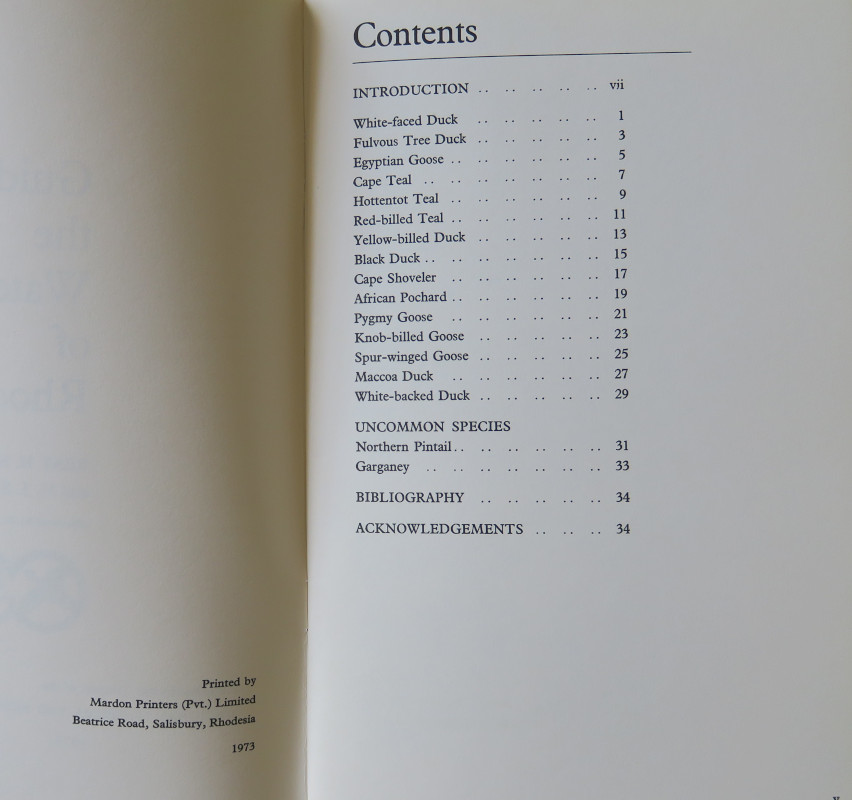 Printed by
Mardon Printers (Pvt.) Limited
Beatrice Road, Salisbury, Rhodesia
1973
Contents
INTRODUCTION .. .. .. .. .. vii
White-faced Duck .. .. .. .. .. 1
Fulvous Tree Duck .. .. .. .. .. 3
Egyptian Goose .. .. .. .. .. .. 5
Cape Teal .. .. .. .. .. .. .. 7
Hottentot Teal .. .. .. .. .. .. 9
Red-billed Teal .. .. .. .. .. .. 11
Yellow-billed Duck .. .. .. .. .. 13
Black Duck .. .. .. .. .. .. .. 15
Cape Shoveler .. .. .. .. .. .. 17
African Pochard .. .. .. .. .. .. 19
Pygmy Goose .. .. .. .. .. .. 21
Knob-billed Goose .. .. .. .. .. 23
Spur-winged Goose .. .. .. .. .. 25
Maccoa Duck .. .. .. .. .. .. 27
White-backed Duck .. .. .. .. .. 29
UNCOMMON SPECIES
Northern Pintail .. .. .. .. .. .. 31
Garganey .. .. .. .. .. .. .. 33
BIBLIOGRAPHY .. .. .. .. .. 34
ACKNOWLEDGEMENTS .. .. .. 34
v